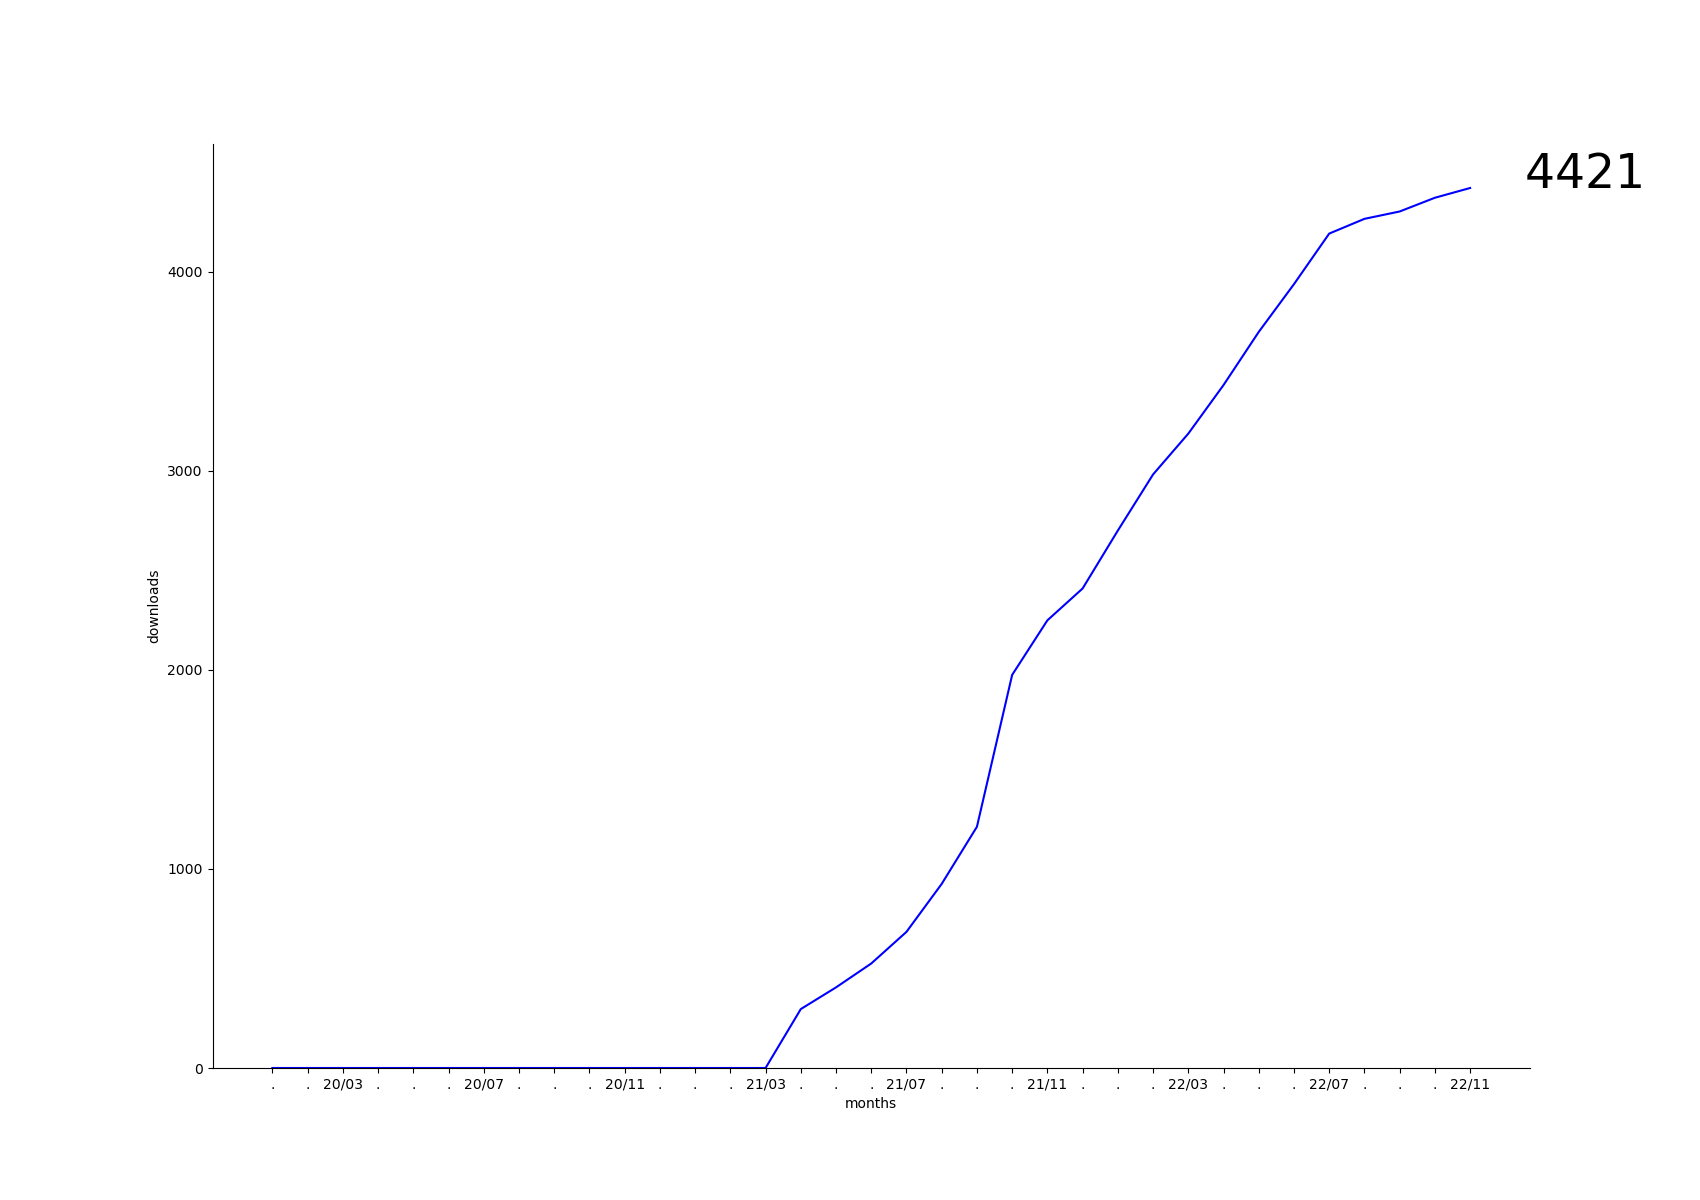 4421
4000
3000
2000
1000
0
downloads
. . 20/03 . . . 20/07 . . . 20/11 . . . 21/03 . . . 21/07 . . . 21/11 . . . 22/03 . . . 22/07 . . . 22/11
months